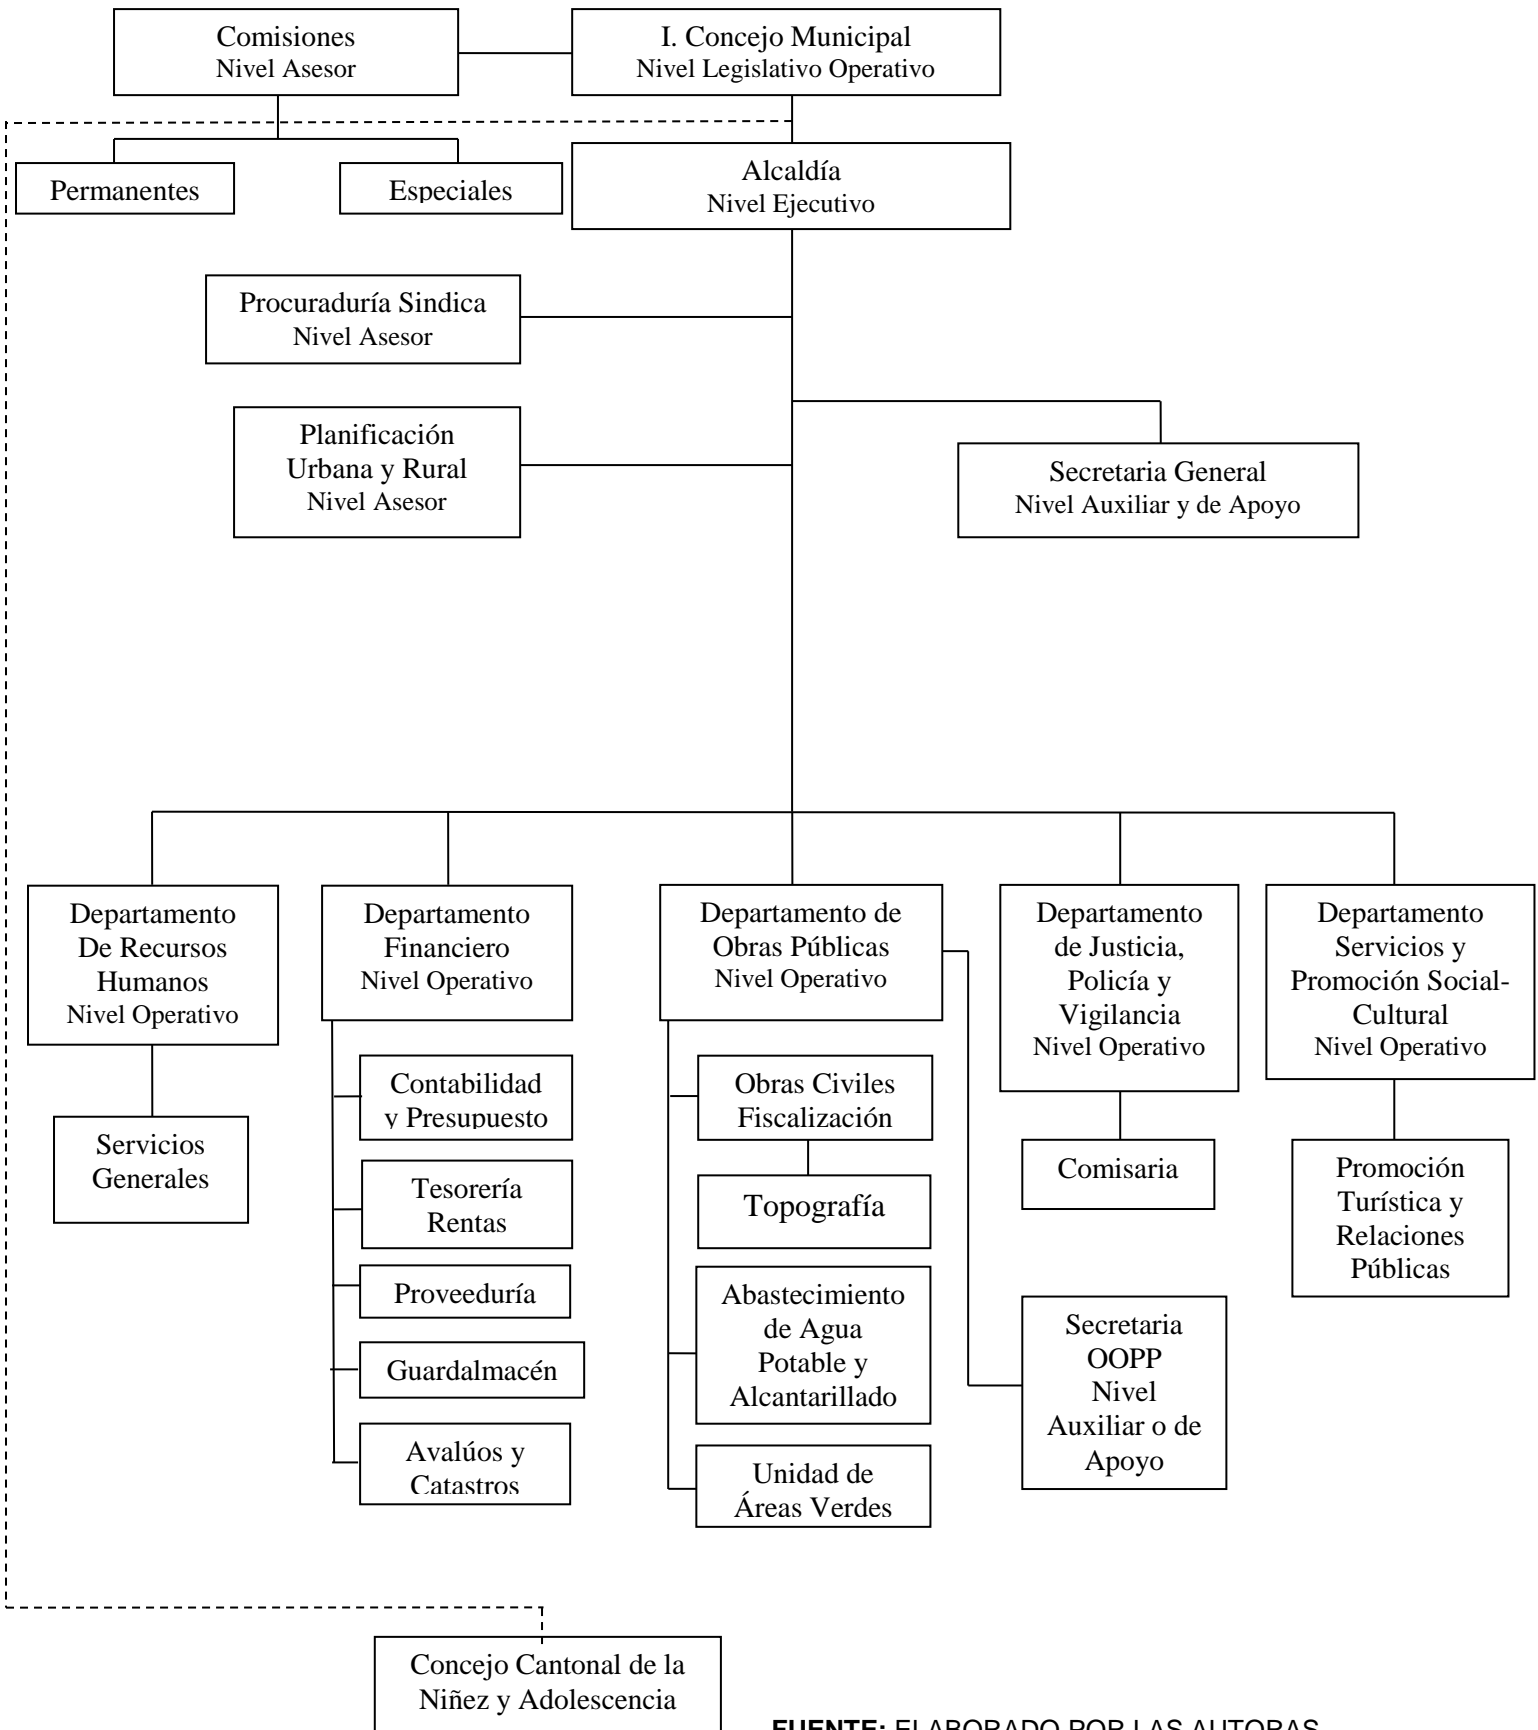 Comisiones
Nivel Asesor
I. Concejo Municipal
Nivel Legislativo Operativo
Permanentes
Especiales
Alcaldía
Nivel Ejecutivo
Procuraduría Sindica
Nivel Asesor
Planificación
Urbana y Rural
Nivel Asesor
Secretaria General
Nivel Auxiliar y de Apoyo
Departamento
De Recursos
Humanos
Nivel Operativo
Departamento
Financiero
Nivel Operativo
Departamento de
Obras Públicas
Nivel Operativo
Departamento
de Justicia,
Policía y
Vigilancia
Nivel Operativo
Departamento
Servicios y
Promoción Social-
Cultural
Nivel Operativo
Servicios
Generales
Contabilidad
y Presupuesto
Tesorería
Rentas
Proveeduría
Guardalmacén
Avalúos y
Catastros
Obras Civiles
Fiscalización
Topografía
Abastecimiento
de Agua
Potable y
Alcantarillado
Unidad de
Áreas Verdes
Comisaria
Secretaria
OOPP
Nivel
Auxiliar o de
Apoyo
Promoción
Turística y
Relaciones
Públicas
Concejo Cantonal de la
Niñez y Adolescencia
FUENTE: ELABORADO POR LAS AUTORAS